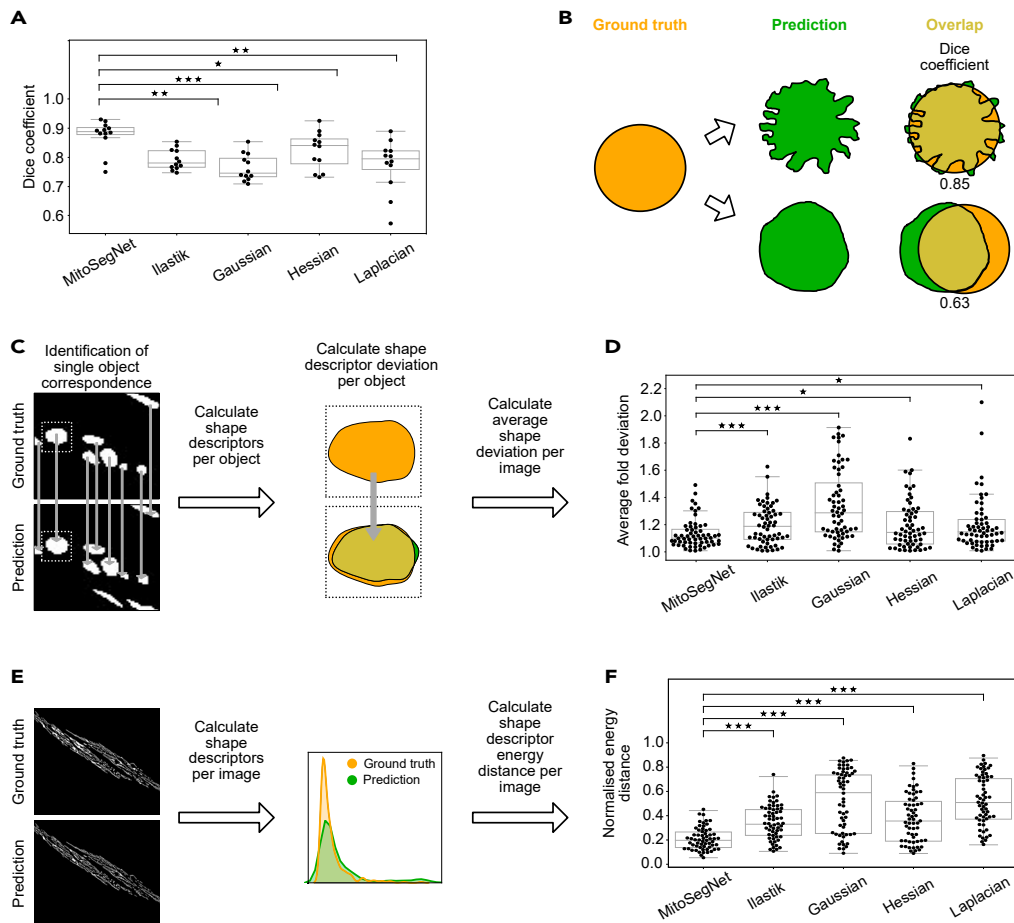 A
Dice coefficient
1.0
0.9
0.8
0.7
0.6
★★
★
★★★
★★
MitoSegNet
Ilastik
Gaussian
Hessian
Laplacian
B
Ground truth
Prediction
Overlap
Dice
coefficient
0.85
0.63
C
Identification of
single object
correspondence
Ground truth
Prediction
Calculate
shape
descriptors
per object
Calculate shape
descriptor deviation
per object
Calculate
average
shape
deviation per
image
D
Average fold deviation
2.2
2.0
1.8
1.6
1.4
1.2
1.0
★
★
★★★
★★★
MitoSegNet
Ilastik
Gaussian
Hessian
Laplacian
E
Ground truth
Prediction
Calculate
shape
descriptors
per image
Ground truth
Prediction
Calculate
shape
descriptor
energy
distance per
image
F
Normalised energy
distance
1.0
0.8
0.6
0.4
0.2
0.0
★★★
★★★
★★★
★★★
MitoSegNet
Ilastik
Gaussian
Hessian
Laplacian